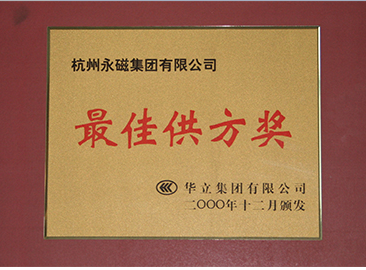 杭州永磁集团有限公司
最佳供方奖
华立集团有限公司
二〇〇〇年十二月颁发